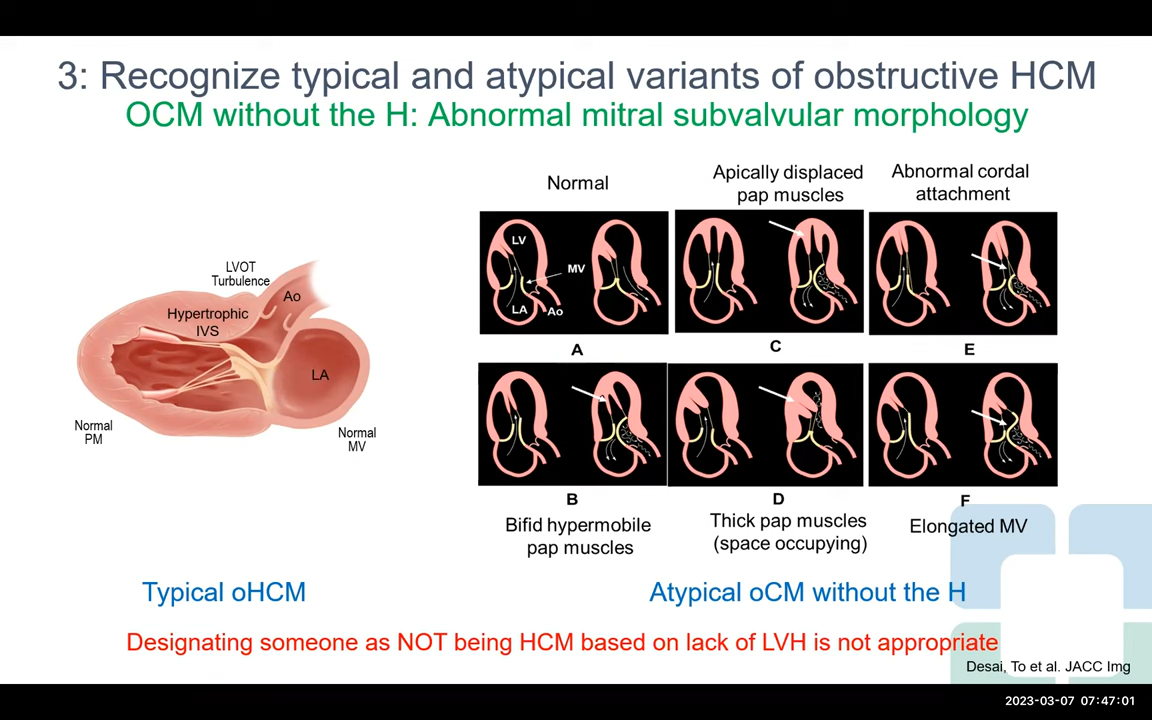 3: Recognize typical and atypical variants of obstructive HCM
OCM without the H: Abnormal mitral subvalvular morphology
LVOT
Turbulence
Ao
Hypertrophic
IVS
LA
Normal
PM
Normal
MV
Normal
Apically displaced
pap muscles
Abnormal cordal
attachment
LV
MV
LA
Ao
A
C
E
B
D
F
Bifid hypermobile
pap muscles
Thick pap muscles
(space occupying)
Elongated MV
Typical oHCM
Atypical oCM without the H
Designating someone as NOT being HCM based on lack of LVH is not appropriate
Desai, To et al. JACC Img
2023-03-07 07:47:01